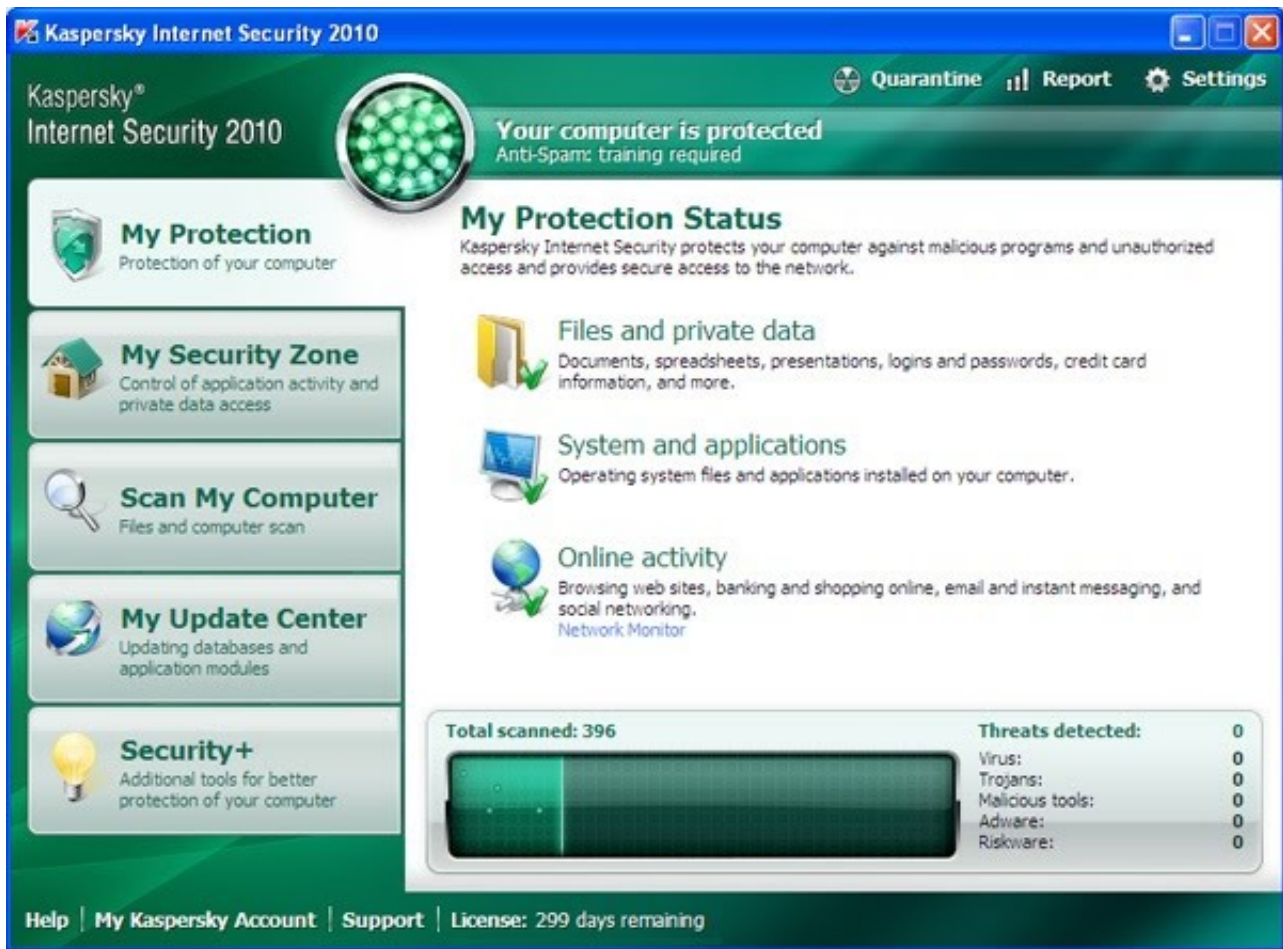 Kaspersky Internet Security 2010
Kaspersky®
Internet Security 2010
Quarantine
Report
Settings
Your computer is protected
Anti-Spam: training required
My Protection
Protection of your computer
My Security Zone
Control of application activity and
private data access
Scan My Computer
Files and computer scan
My Update Center
Updating databases and
application modules
Security+
Additional tools for better
protection of your computer
My Protection Status
Kaspersky Internet Security protects your computer against malicious programs and unauthorized
access and provides secure access to the network.
Files and private data
Documents, spreadsheets, presentations, logins and passwords, credit card
information, and more.
System and applications
Operating system files and applications installed on your computer.
Online activity
Browsing web sites, banking and shopping online, email and instant messaging, and
social networking.
Network Monitor
Total scanned: 396
Threats detected: 0
Virus: 0
Trojans: 0
Malicious tools: 0
Adware: 0
Riskware: 0
Help | My Kaspersky Account | Support | License: 299 days remaining